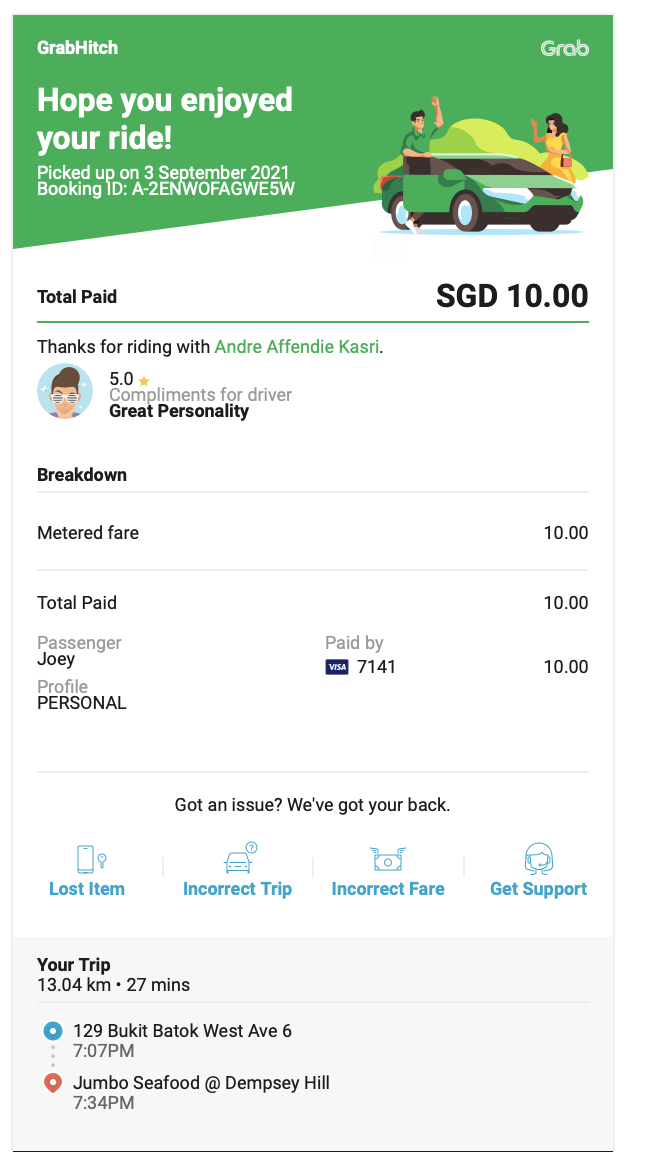 GrabHitch
Grab
Hope you enjoyed
your ride!
Picked up on 3 September 2021
Booking ID: A-2ENWOFAGWE5W
Total Paid SGD 10.00
Thanks for riding with Andre Affendie Kasri.
5.0
Compliments for driver
Great Personality
Breakdown
Metered fare 10.00
Total Paid 10.00
Passenger
Joey
Paid by
VISA 7141 10.00
Profile
PERSONAL
Got an issue? We've got your back.
?
Lost Item
Incorrect Trip
Incorrect Fare
Get Support
Your Trip
13.04 km • 27 mins
129 Bukit Batok West Ave 6
7:07PM
Jumbo Seafood @ Dempsey Hill
7:34PM